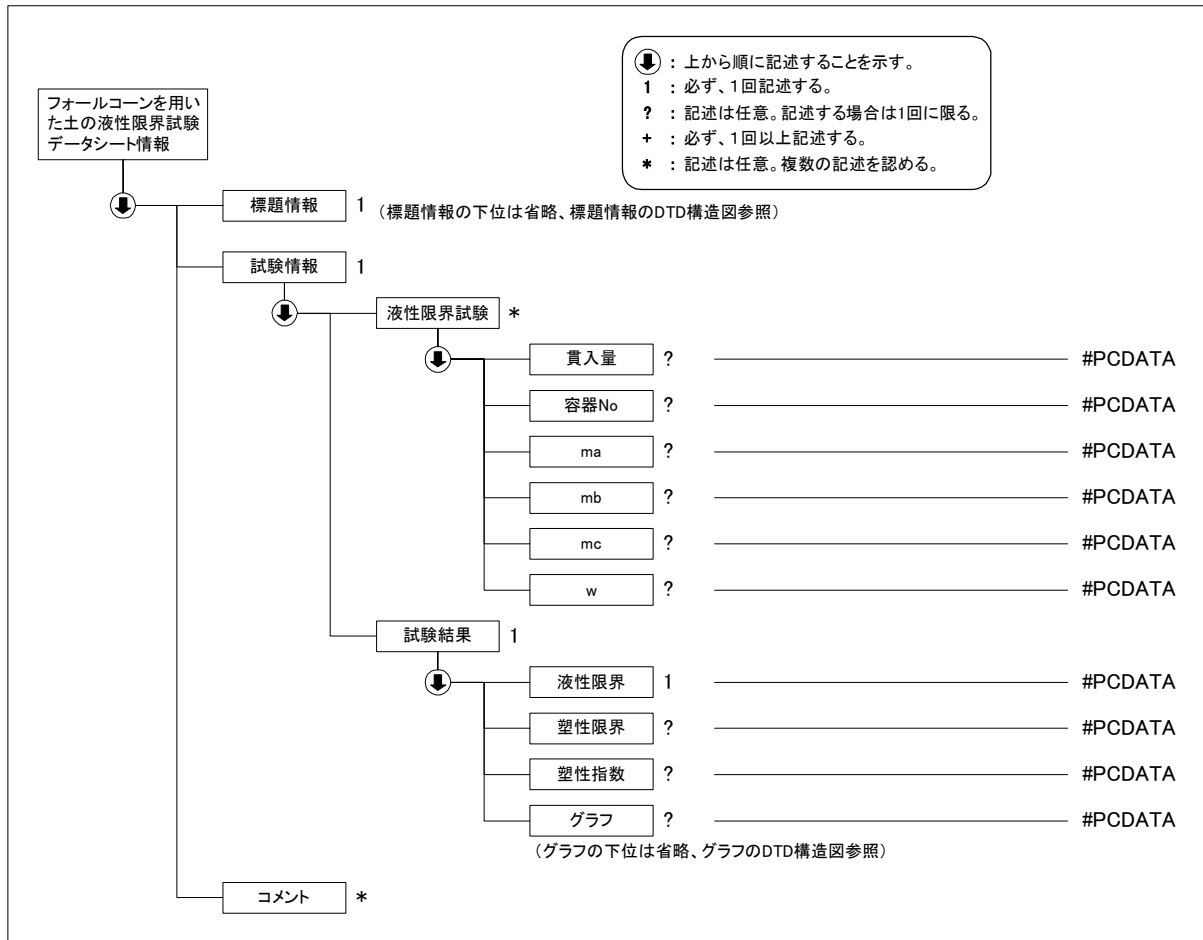 ： 上から順に記述することを示す。
1 ： 必ず、１回記述する。
? ： 記述は任意。記述する場合は1回に限る。
+ ： 必ず、１回以上記述する。
* ： 記述は任意。複数の記述を認める。
フォールコーンを用い
た土の液性限界試験
データシート情報
標題情報 1 （標題情報の下位は省略、標題情報のDTD構造図参照）
試験情報 1
液性限界試験 *
貫入量 ? #PCDATA
容器No ? #PCDATA
ma ? #PCDATA
mb ? #PCDATA
mc ? #PCDATA
w ? #PCDATA
試験結果 1
液性限界 1 #PCDATA
塑性限界 ? #PCDATA
塑性指数 ? #PCDATA
グラフ ? #PCDATA
（グラフの下位は省略、グラフのDTD構造図参照）
コメント *